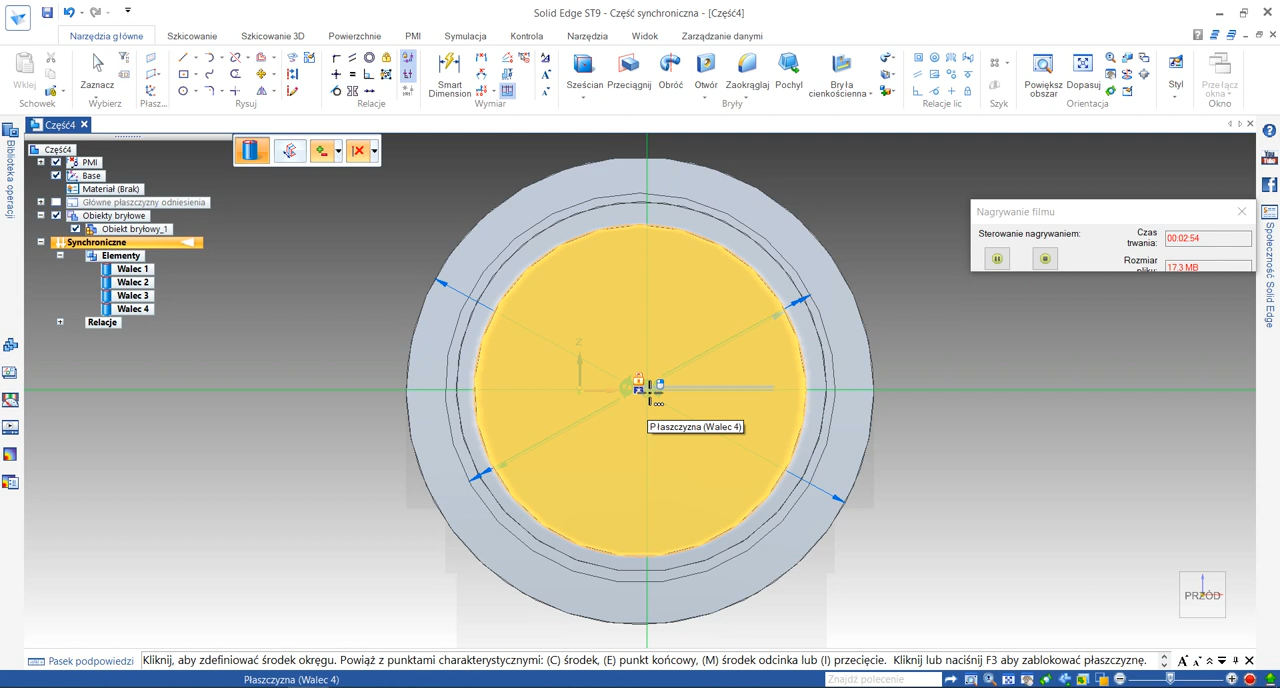 Solid Edge ST9 - Część synchroniczna - [Część4]
Narzędzia główne
Szkicowanie
Szkicowanie 3D
Powierzchnie
PMI
Symulacja
Kontrola
Narzędzia
Widok
Zarządzanie danymi
Wklej
Zaznacz
Smart
Dimension
Sześcian
Przeciągnij
Obróć
Otwór
Zaokrąglaj
Pochyl
Bryła
cienkościenna
Powiększ
obszar
Dopasuj
Styl
Przełącz
okna
Schowek
Wybierz
Płasz...
Rysuj
Relacje
Wymiar
Bryły
Relacje lic
Szyk
Orientacja
Okno
Część4
Biblioteka operacji
Część4
PMI
Base
Materiał (Brak)
Główne płaszczyzny odniesienia
Obiekty bryłowe
Obiekt bryłowy_1
Synchroniczne
Elementy
Walec 1
Walec 2
Walec 3
Walec 4
Relacje
Z
Płaszczyzna (Walec 4)
Nagrywanie filmu
Sterowanie nagrywaniem:
Czas
trwania:
00:02:54
Rozmiar
pliku:
17.3 MB
You
Tube
Społeczność Solid Edge
PRZÓD
Pasek podpowiedzi
Kliknij, aby zdefiniować środek okręgu. Powiąż z punktami charakterystycznymi: (C) środek, (E) punkt końcowy, (M) środek odcinka lub (I) przecięcie. Kliknij lub naciśnij F3 aby zablokować płaszczyznę.
Płaszczyzna (Walec 4)
Znajdź polecenie